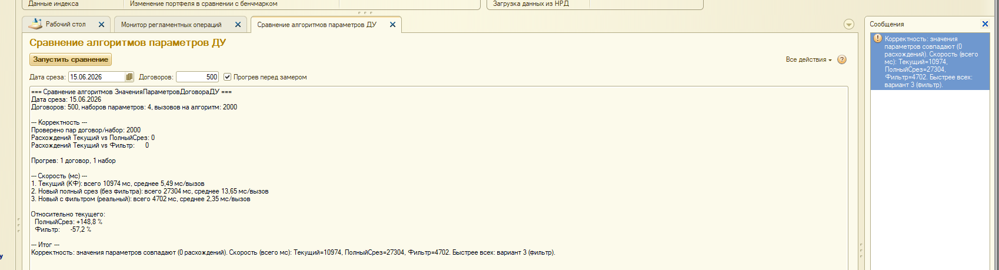 Данные индекса
Изменение портфеля в сравнении с бенчмарком
Загрузка данных из НРД
Рабочий стол
Монитор регламентных операций
Сравнение алгоритмов параметров ДУ
Сравнение алгоритмов параметров ДУ
Запустить сравнение
Все действия
Дата среза: 15.06.2026 Договоров: 500 Прогрев перед замером
=== Сравнение алгоритмов ЗначенияПараметровДоговораДУ ===
Дата среза: 15.06.2026
Договоров: 500, наборов параметров: 4, вызовов на алгоритм: 2000
--- Корректность ---
Проверено пар договор/набор: 2000
Расхождений Текущий vs ПолныйСрез: 0
Расхождений Текущий vs Фильтр: 0
Прогрев: 1 договор, 1 набор
--- Скорость (мс) ---
1. Текущий (КФ): всего 10974 мс, среднее 5,49 мс/вызов
2. Новый полный срез (без фильтра): всего 27304 мс, среднее 13,65 мс/вызов
3. Новый с фильтром (реальный): всего 4702 мс, среднее 2,35 мс/вызов
Относительно текущего:
ПолныйСрез: +148,8 %
Фильтр: -57,2 %
--- Итог ---
Корректность: значения параметров совпадают (0 расхождений). Скорость (всего мс): Текущий=10974, ПолныйСрез=27304, Фильтр=4702. Быстрее всех: вариант 3 (фильтр).
Сообщения
Корректность: значения
параметров совпадают (0
расхождений). Скорость (всего
мс): Текущий=10974,
ПолныйСрез=27304,
Фильтр=4702. Быстрее всех:
вариант 3 (фильтр).
у